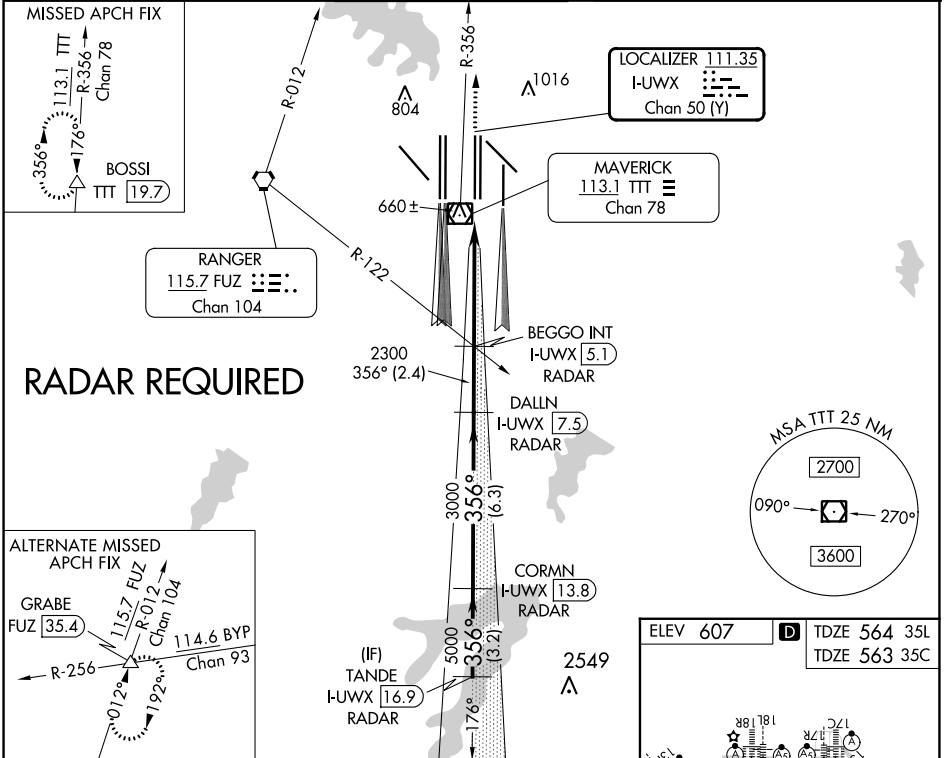 MISSED APCH FIX
113.1 TTT
R-356
Chan 78
356°
176°
BOSSI
TTT 19.7
R-012
R-356
804
1016
LOCALIZER 111.35
I-UWX
Chan 50 (Y)
MAVERICK
113.1 TTT
Chan 78
660±
RANGER
115.7 FUZ
Chan 104
R-122
BEGGO INT
I-UWX 5.1
RADAR
2300
356° (2.4)
RADAR REQUIRED
DALLN
I-UWX 7.5
RADAR
3000
356°
(6.3)
MSA TTT 25 NM
2700
090°
270°
3600
CORMN
I-UWX 13.8
RADAR
5000
356°
(3.2)
(IF)
TANDE
I-UWX 16.9
RADAR
176°
2549
ALTERNATE MISSED
APCH FIX
GRABE
FUZ 35.4
115.7 FUZ
R-012
Chan 104
114.6 BYP
Chan 93
R-256
012°
192°
ELEV 607
D
TDZE 564 35L
TDZE 563 35C
18R
18L
17R
17C
A
A5
A5
A